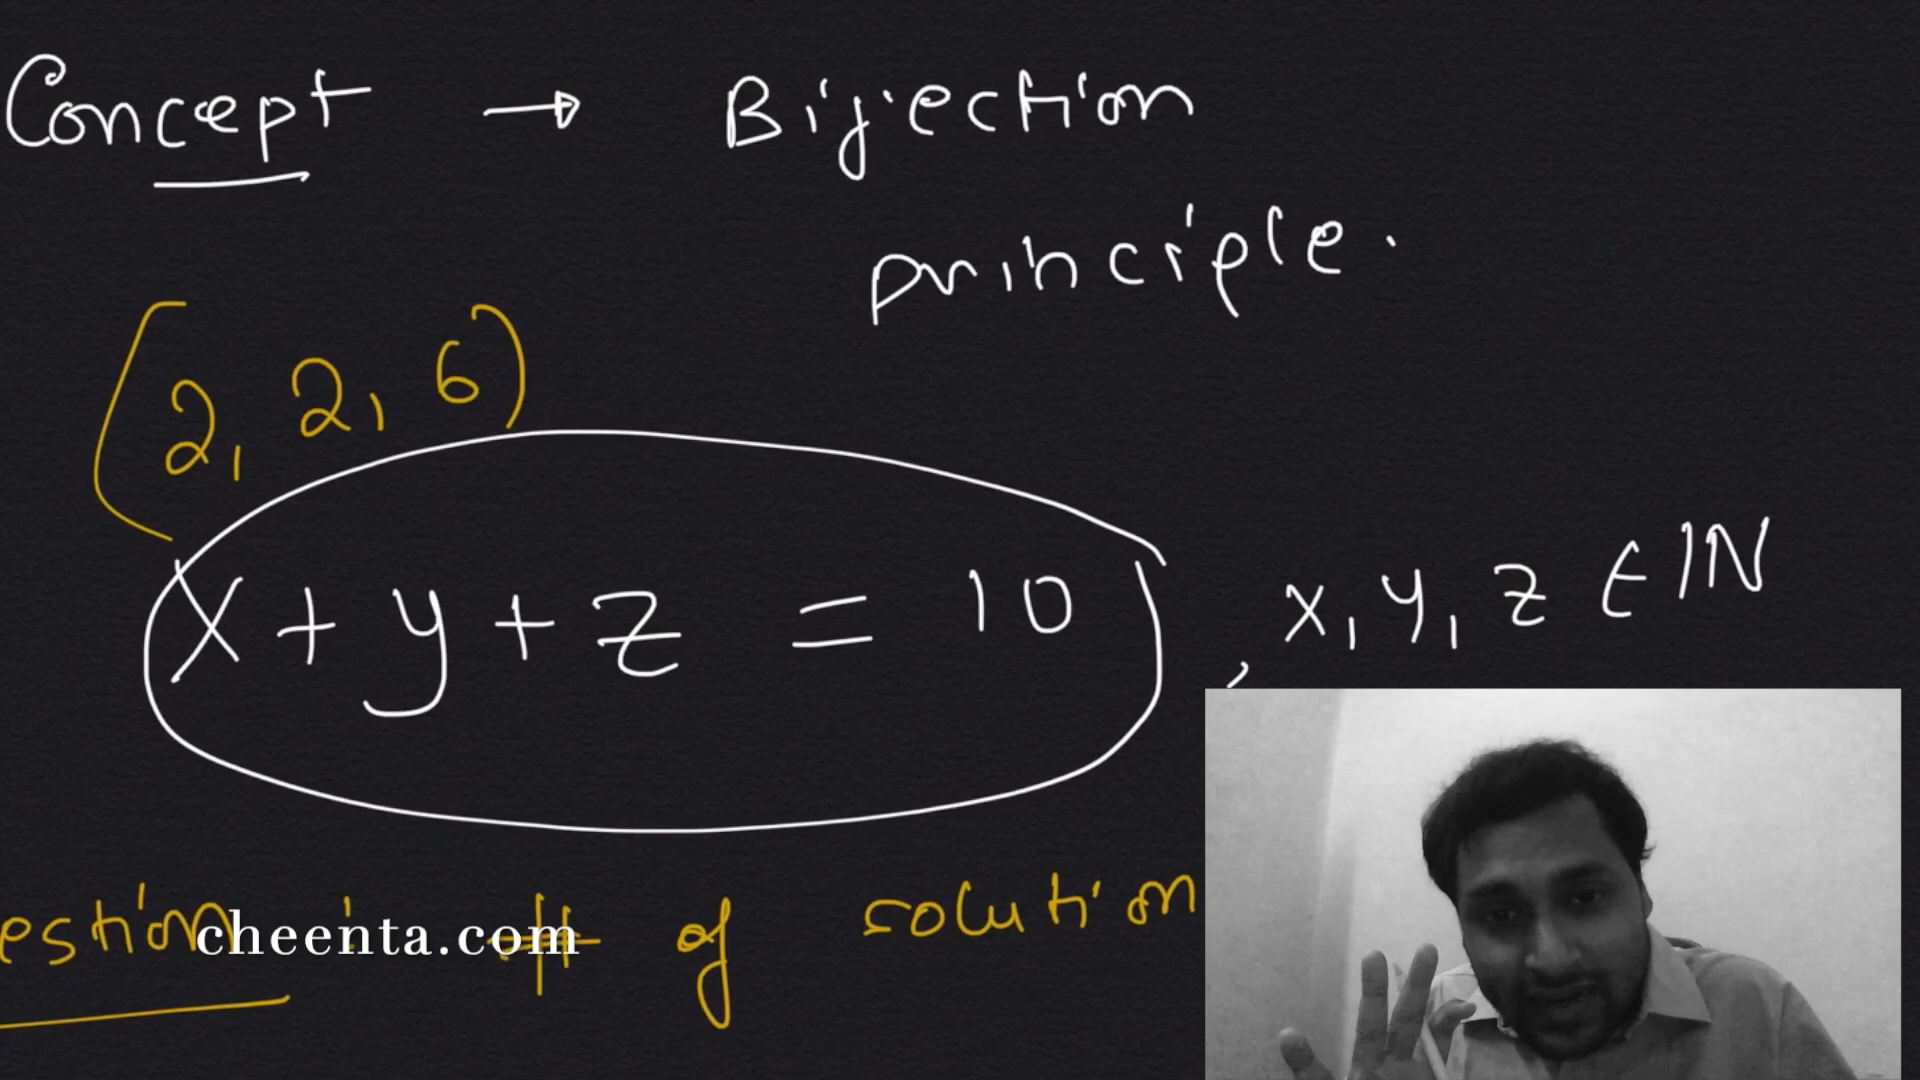 Concept → Bijection
principle.
(2, 2, 6)
x + y + z = 10 , x, y, z ∈ IN
estion : # of solution
cheenta.com